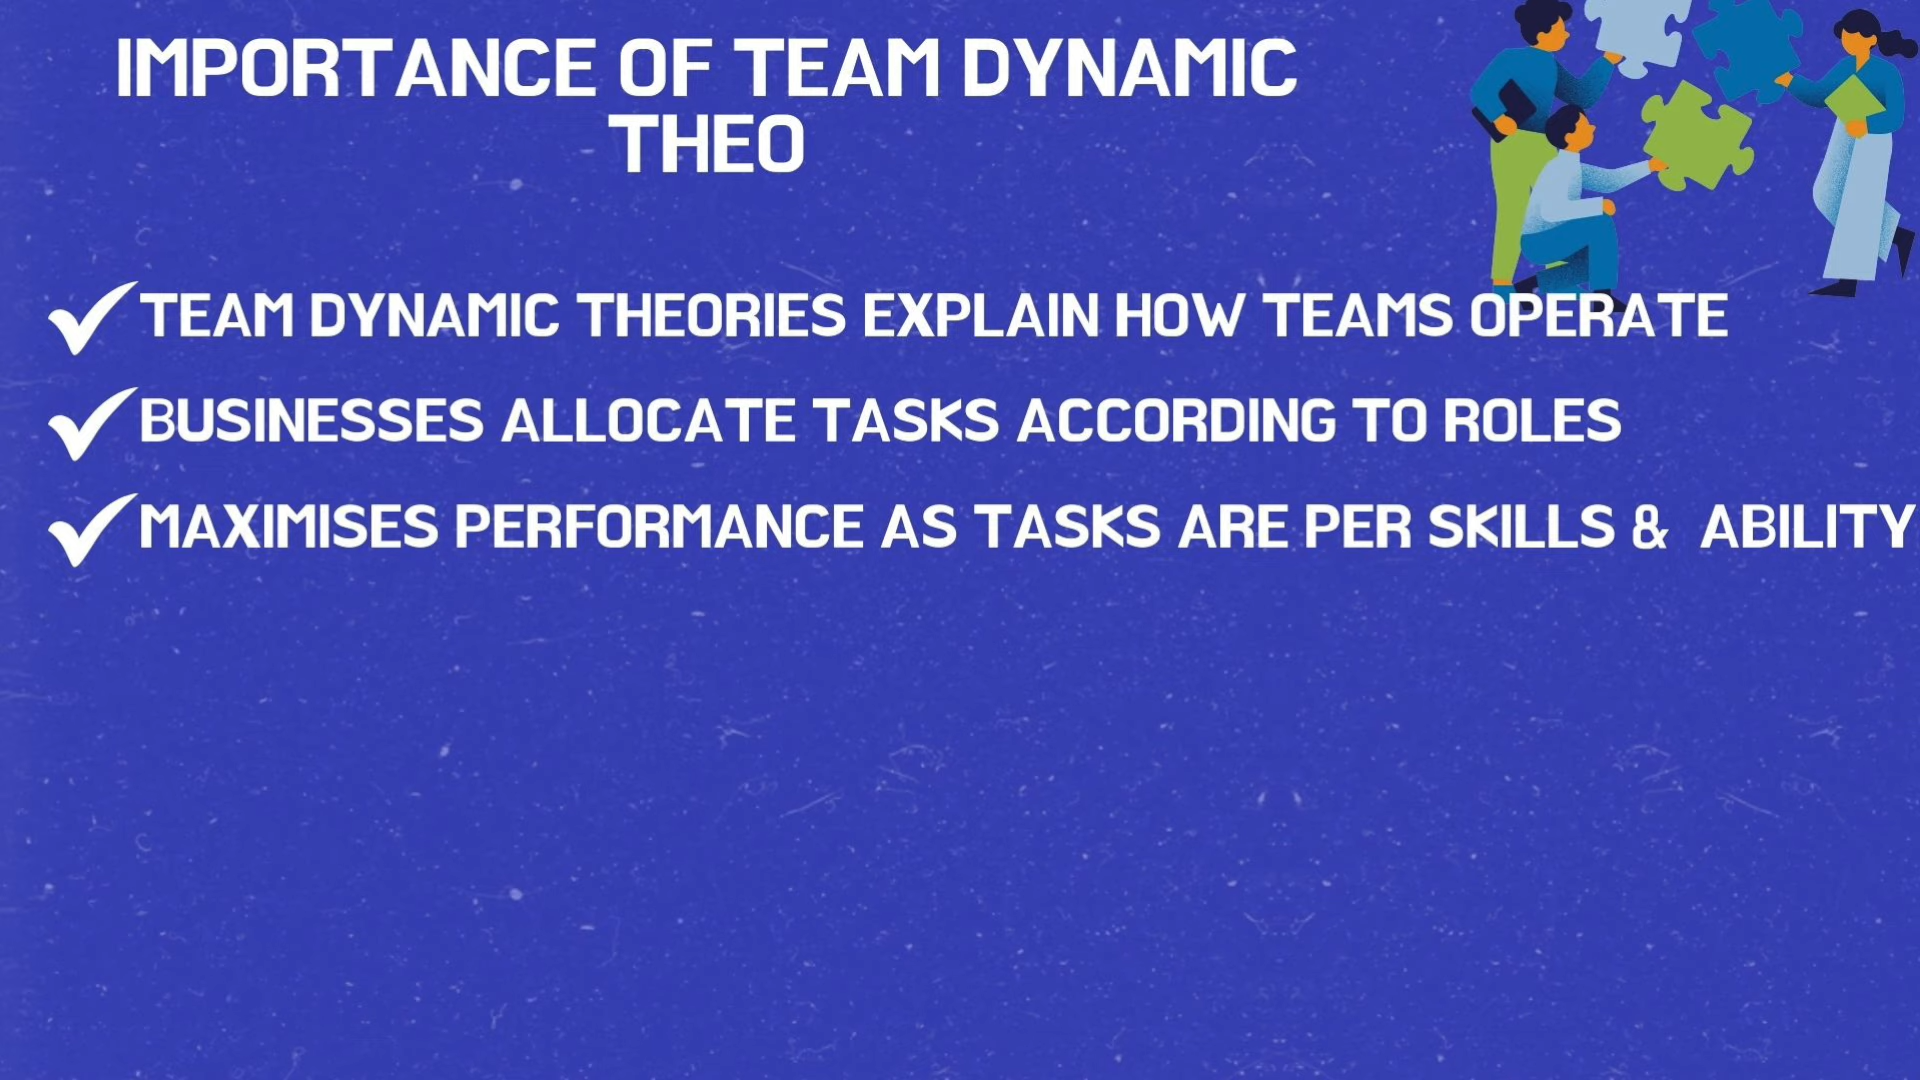 IMPORTANCE OF TEAM DYNAMIC
THEO
TEAM DYNAMIC THEORIES EXPLAIN HOW TEAMS OPERATE
BUSINESSES ALLOCATE TASKS ACCORDING TO ROLES
MAXIMISES PERFORMANCE AS TASKS ARE PER SKILLS & ABILITY